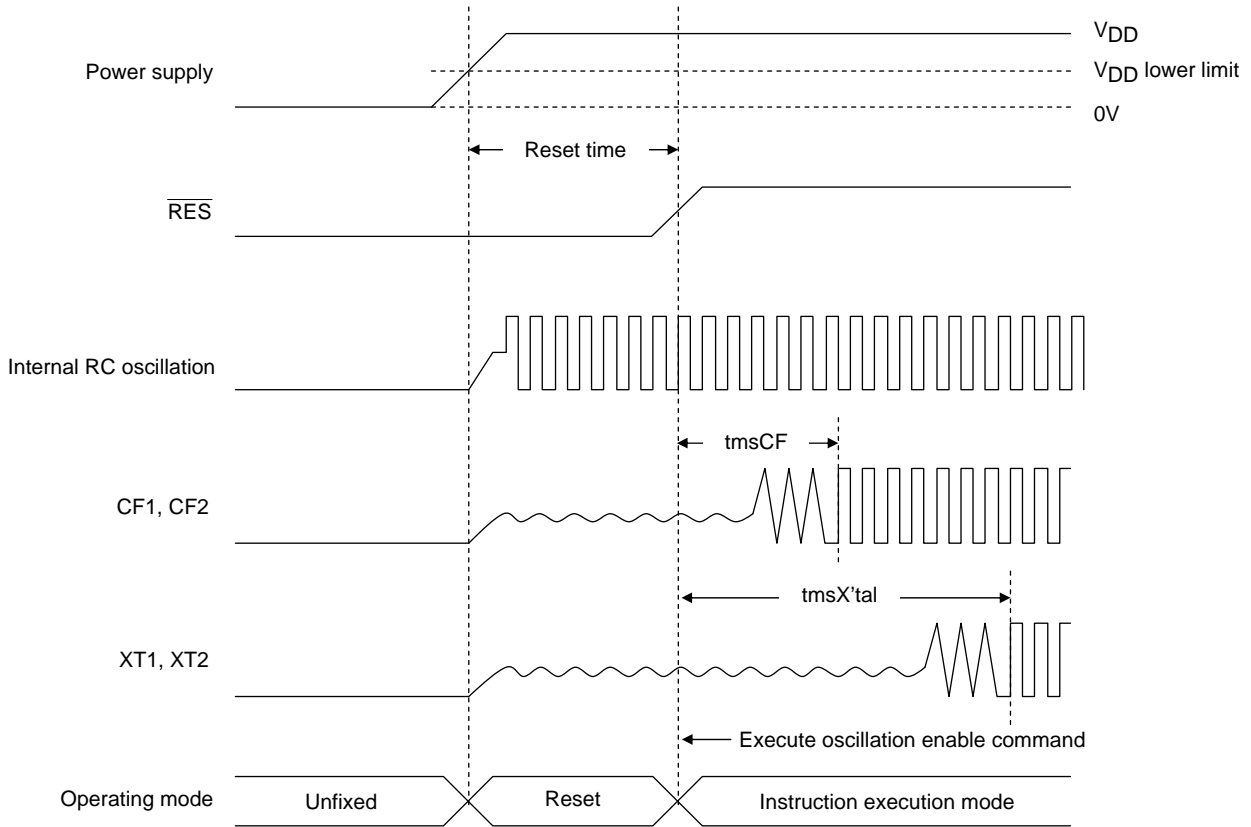 Power supply
VDD
VDD lower limit
0V
Reset time
RES
Internal RC oscillation
tmsCF
CF1, CF2
tmsX’tal
XT1, XT2
Execute oscillation enable command
Operating mode
Unfixed
Reset
Instruction execution mode